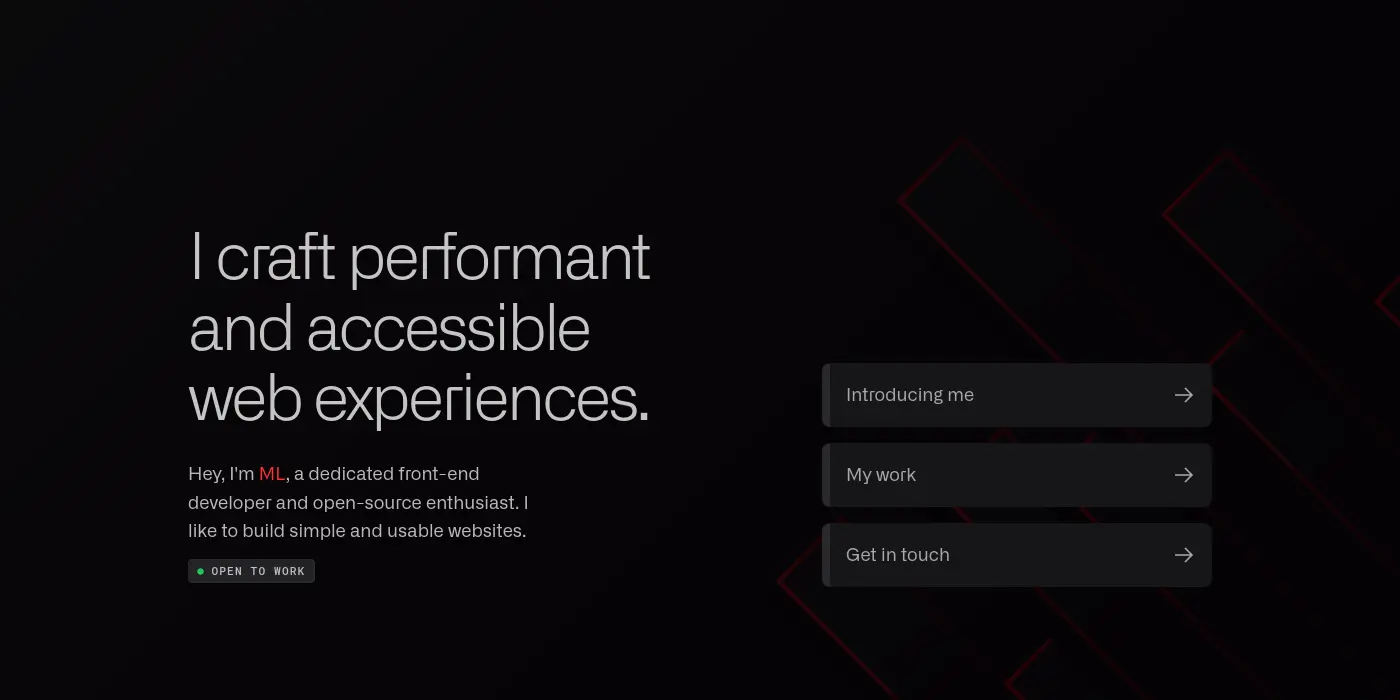 I craft performant
and accessible
web experiences.
Hey, I'm ML, a dedicated front-end
developer and open-source enthusiast. I
like to build simple and usable websites.
OPEN TO WORK
Introducing me
My work
Get in touch